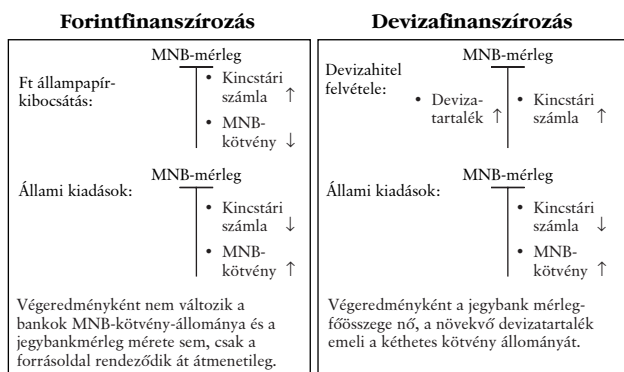 Forintfinanszírozás
MNB-mérleg
Ft állampapír-
kibocsátás:
• Kincstári
számla ↑
• MNB-
kötvény ↓
MNB-mérleg
Állami kiadások:
• Kincstári
számla ↓
• MNB-
kötvény ↑
Végeredményként nem változik a
bankok MNB-kötvény-állománya és a
jegybankmérleg mérete sem, csak a
forrásoldal rendeződik át átmenetileg.
Devizafinanszírozás
MNB-mérleg
Devizahitel
felvétele:
• Deviza-
tartalék ↑
• Kincstári
számla ↑
MNB-mérleg
Állami kiadások:
• Kincstári
számla ↓
• MNB-
kötvény ↑
Végeredményként a jegybank mérleg-
főösszege nő, a növekvő devizatartalék
emeli a kéthetes kötvény állományát.